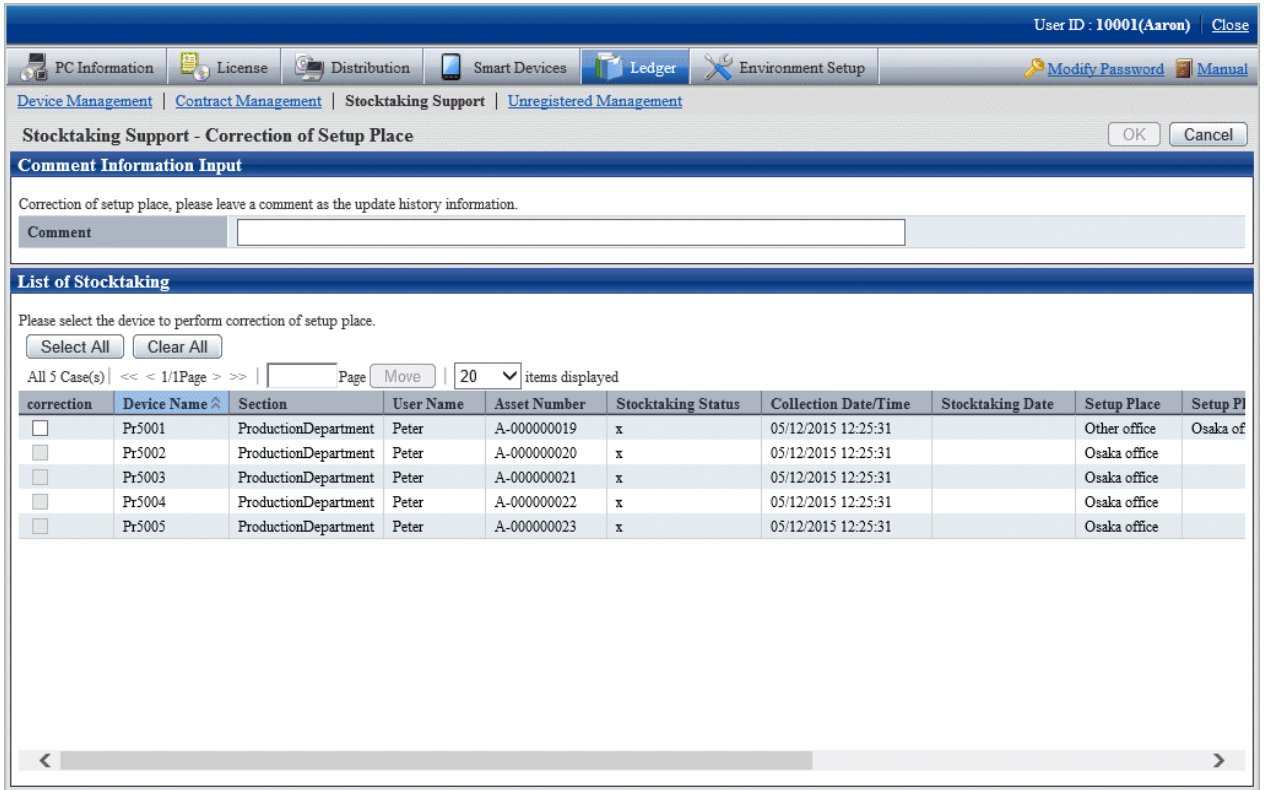 User ID : 10001(Aaron) Close
PC Information License Distribution Smart Devices Ledger Environment Setup Modify Password Manual
Device Management | Contract Management | Stocktaking Support | Unregistered Management
Stocktaking Support - Correction of Setup Place OK Cancel
Comment Information Input
Correction of setup place, please leave a comment as the update history information.
Comment
List of Stocktaking
Please select the device to perform correction of setup place.
Select All Clear All
All 5 Case(s) | << < 1/1Page > >> | Page Move | 20 items displayed
correction Device Name Section User Name Asset Number Stocktaking Status Collection Date/Time Stocktaking Date Setup Place Setup Pl
Pr5001 ProductionDepartment Peter A-000000019 x 05/12/2015 12:25:31 Other office Osaka of
Pr5002 ProductionDepartment Peter A-000000020 x 05/12/2015 12:25:31 Osaka office
Pr5003 ProductionDepartment Peter A-000000021 x 05/12/2015 12:25:31 Osaka office
Pr5004 ProductionDepartment Peter A-000000022 x 05/12/2015 12:25:31 Osaka office
Pr5005 ProductionDepartment Peter A-000000023 x 05/12/2015 12:25:31 Osaka office